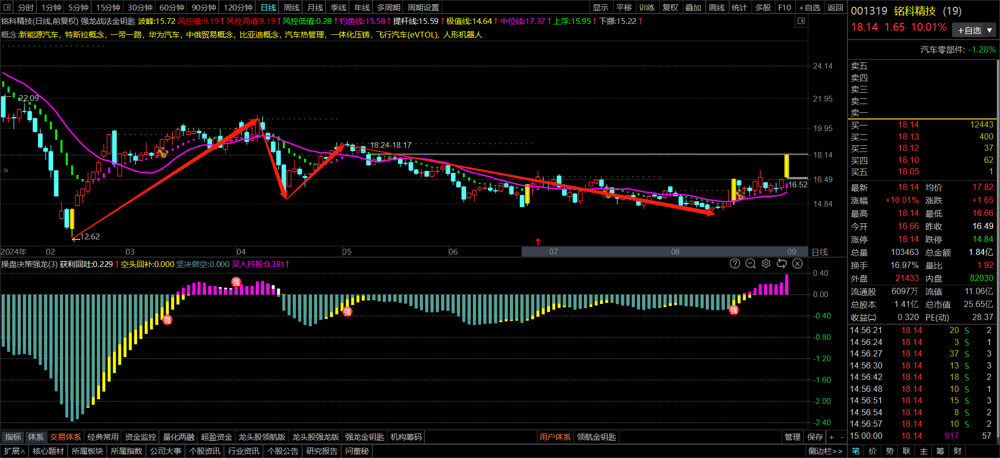 分时 1分钟 5分钟 15分钟 30分钟 60分钟 90分钟 120分钟 日线 周线 月线 季线 年线 多周期 周期设置 显示 平移 训练 复权 叠加 画线 统计 多股 F10 +自选 返回
001319 铭科精技 (19)
铭科精技(日线,前复权) 强龙战法金钥匙 波峰:15.72 风控值:9.19↑ 风控高值:9.19↑ 风控低值:0.28↑ 钓鱼线:15.58↑ 提杆线:15.59↑ 极值线:14.64↑ 中位线:17.37↑ 上浮:15.95↑ 下挪:15.22↑
18.14 1.65 10.01% +自选 ▼
概念:新能源汽车，特斯拉概念，一带一路，华为汽车，中俄贸易概念，比亚迪概念，汽车热管理，一体化压铸，飞行汽车(eVTOL)，人形机器人
汽车零部件: -1.28%
24.14
21.95
19.95
18.14
16.49
14.84
22.09
18.24-18.17
16.52
12.62
»
2024年 02 03 04 05 06 07 08 09 日线
操盘决策强龙(3) 获利回吐:0.229↑ 空头回补:0.000 坚决做空:0.000 买入持股:0.381↑
0.40
0.00
-0.40
-0.80
-1.20
-1.60
-2.00
-2.40
强
强
强
强
卖五
卖四
卖三
卖二
卖一
买一 18.14 12443
买二 18.13 400
买三 18.12 37
买四 18.10 62
买五 18.05 1
最新 18.14 均价 17.82
涨幅 +10.01% 涨跌 +1.65
最高 18.14 最低 16.66
今开 16.66 昨收 16.49
涨停 18.14 跌停 14.84
总量 103463 总金额 1.84亿
换手 16.97% 量比 1.92
外盘 21433 内盘 82030
流通股 6097万 流值 11.06亿
总股本 1.41亿 总市值 25.65亿
收益㈡ 0.320 PE(动) 28.37
14:56:21 18.14 20 S 2
14:56:24 18.14 3 S 1
14:56:27 18.14 37 S 3
14:56:30 18.14 13 S 3
14:56:42 18.14 18 S 2
14:56:48 18.14 10 S 1
14:56:51 18.14 15 S 3
14:56:54 18.14 8 S 2
14:56:57 18.14 10 S 2
15:00:00 18.14 917 57
指标 体系 交易体系 经典常用 资金监控 量化两融 超盈资金 龙头股领航版 龙头股强龙版 强龙金钥匙 机构筹码 用户体系 领航金钥匙 管理 保存 + -
扩展∧ 核心题材 所属板块 所属指数 公司大事 个股资讯 行业资讯 个股公告 研究报告 问董秘 侧边栏>> 笔 价 势 联 主 筹 财